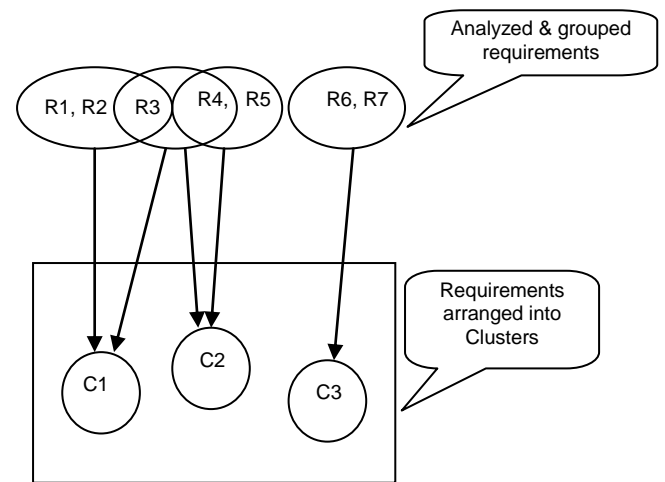 Analyzed & grouped
requirements
R1, R2 R3 R4, R5 R6, R7
Requirements
arranged into
Clusters
C1
C2
C3